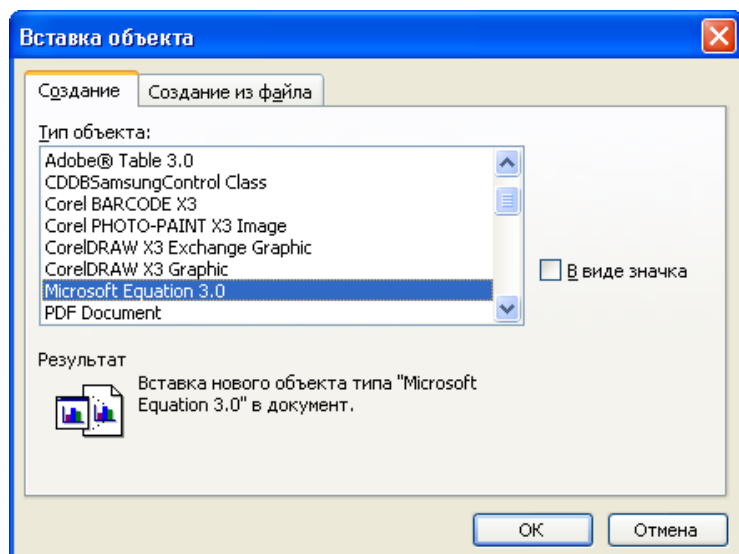 Вставка объекта
Создание
Создание из файла
Тип объекта:
Adobe® Table 3.0
CDDBSamsungControl Class
Corel BARCODE X3
Corel PHOTO-PAINT X3 Image
CorelDRAW X3 Exchange Graphic
CorelDRAW X3 Graphic
Microsoft Equation 3.0
PDF Document
В виде значка
Результат
Вставка нового объекта типа "Microsoft
Equation 3.0" в документ.
ОК
Отмена